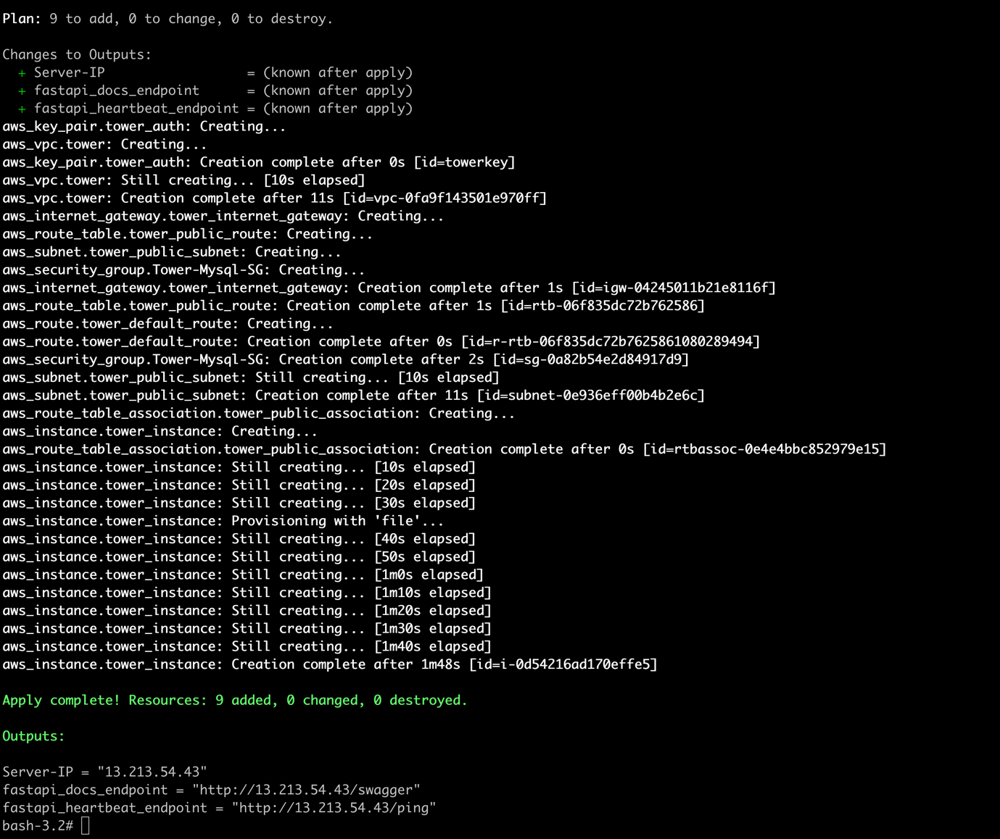 Plan: 9 to add, 0 to change, 0 to destroy.
Changes to Outputs:
  + Server-IP                  = (known after apply)
  + fastapi_docs_endpoint      = (known after apply)
  + fastapi_heartbeat_endpoint = (known after apply)
aws_key_pair.tower_auth: Creating...
aws_vpc.tower: Creating...
aws_key_pair.tower_auth: Creation complete after 0s [id=towerkey]
aws_vpc.tower: Still creating... [10s elapsed]
aws_vpc.tower: Creation complete after 11s [id=vpc-0fa9f143501e970ff]
aws_internet_gateway.tower_internet_gateway: Creating...
aws_route_table.tower_public_route: Creating...
aws_subnet.tower_public_subnet: Creating...
aws_security_group.Tower-Mysql-SG: Creating...
aws_internet_gateway.tower_internet_gateway: Creation complete after 1s [id=igw-04245011b21e8116f]
aws_route_table.tower_public_route: Creation complete after 1s [id=rtb-06f835dc72b762586]
aws_route.tower_default_route: Creating...
aws_route.tower_default_route: Creation complete after 0s [id=r-rtb-06f835dc72b7625861080289494]
aws_security_group.Tower-Mysql-SG: Creation complete after 2s [id=sg-0a82b54e2d84917d9]
aws_subnet.tower_public_subnet: Still creating... [10s elapsed]
aws_subnet.tower_public_subnet: Creation complete after 11s [id=subnet-0e936eff00b4b2e6c]
aws_route_table_association.tower_public_association: Creating...
aws_instance.tower_instance: Creating...
aws_route_table_association.tower_public_association: Creation complete after 0s [id=rtbassoc-0e4e4bbc852979e15]
aws_instance.tower_instance: Still creating... [10s elapsed]
aws_instance.tower_instance: Still creating... [20s elapsed]
aws_instance.tower_instance: Still creating... [30s elapsed]
aws_instance.tower_instance: Provisioning with 'file'...
aws_instance.tower_instance: Still creating... [40s elapsed]
aws_instance.tower_instance: Still creating... [50s elapsed]
aws_instance.tower_instance: Still creating... [1m0s elapsed]
aws_instance.tower_instance: Still creating... [1m10s elapsed]
aws_instance.tower_instance: Still creating... [1m20s elapsed]
aws_instance.tower_instance: Still creating... [1m30s elapsed]
aws_instance.tower_instance: Still creating... [1m40s elapsed]
aws_instance.tower_instance: Creation complete after 1m48s [id=i-0d54216ad170effe5]
Apply complete! Resources: 9 added, 0 changed, 0 destroyed.
Outputs:
Server-IP = "13.213.54.43"
fastapi_docs_endpoint = "http://13.213.54.43/swagger"
fastapi_heartbeat_endpoint = "http://13.213.54.43/ping"
bash-3.2#